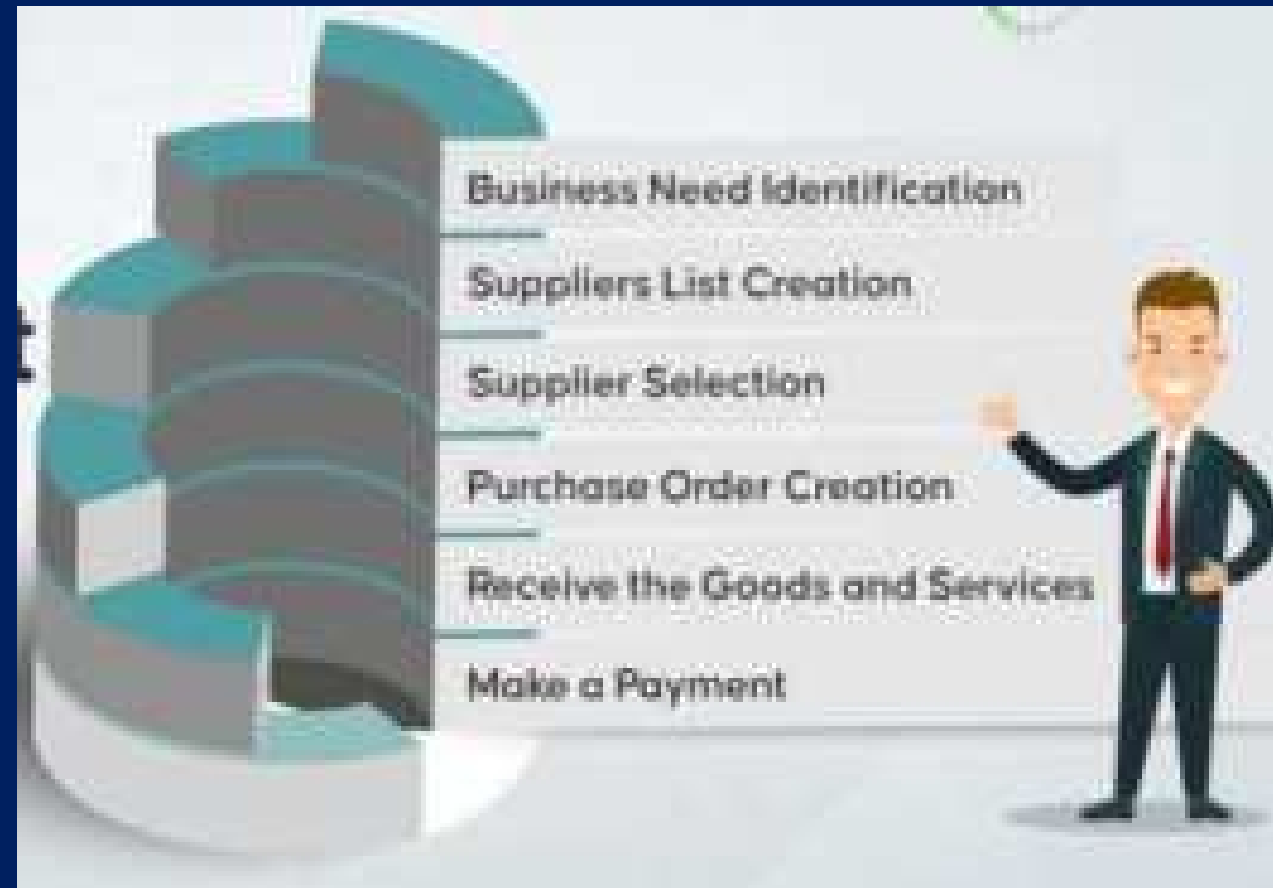 t
Business Need Identification
Suppliers List Creation
Supplier Selection
Purchase Order Creation
Receive the Goods and Services
Make a Payment